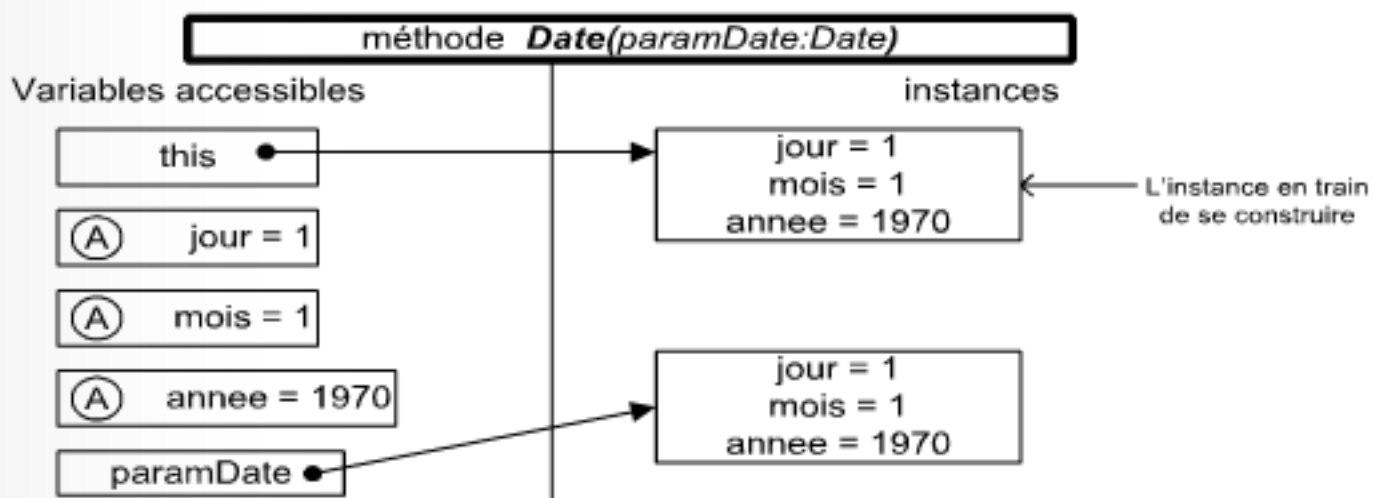 méthode Date(paramDate:Date)
Variables accessibles
instances
this
A jour = 1
A mois = 1
A annee = 1970
paramDate
jour = 1
mois = 1
annee = 1970
L'instance en train
de se construire
jour = 1
mois = 1
annee = 1970